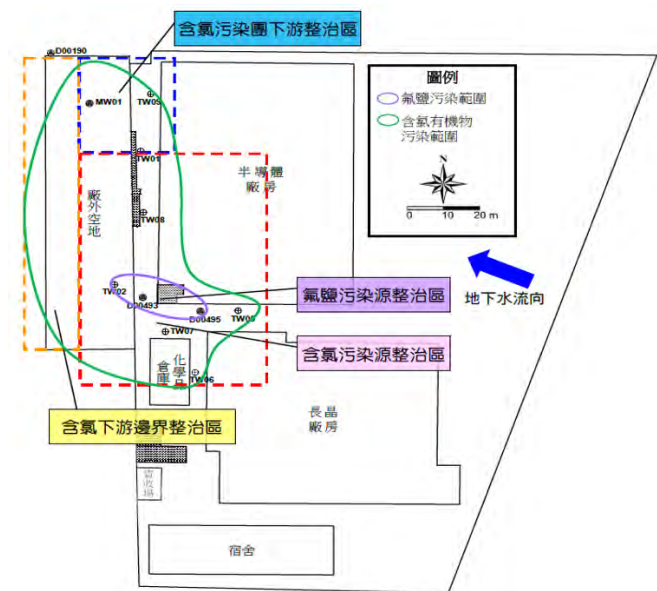 含氯污染團下游整治區
D00190
MW01
TW09
圖例
氟鹽污染範圍
含氯有機物
污染範圍
N
0 10 20 m
TW01
半導體
廠房
廠外空地
TW08
地下水流向
TW02
D00493
氟鹽污染源整治區
D00495
TW07
含氯污染源整治區
化學品
倉庫
TW06
含氯下游邊界整治區
長晶
廠房
宿舍